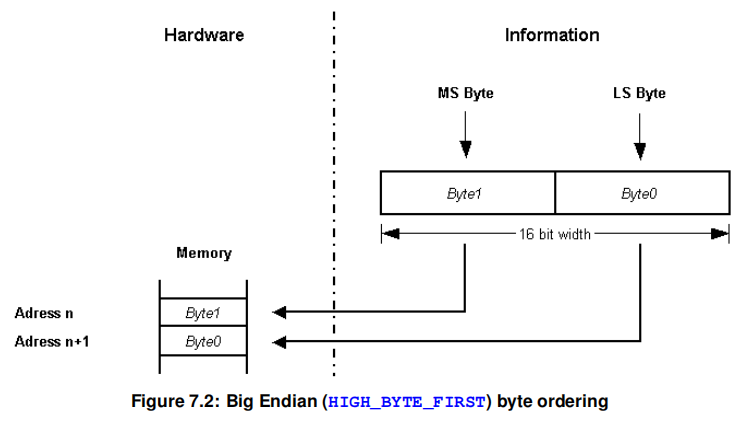 Hardware
Information
MS Byte
LS Byte
Byte1
Byte0
16 bit width
Memory
Adress n
Byte1
Adress n+1
Byte0
Figure 7.2: Big Endian (HIGH_BYTE_FIRST) byte ordering